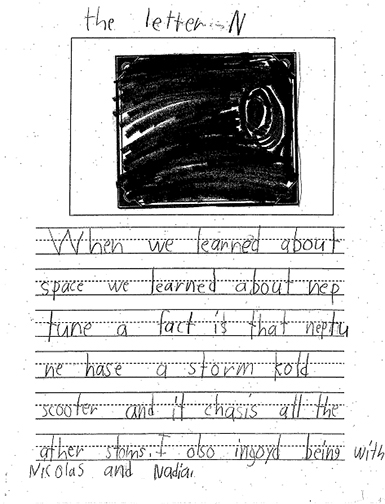 the letter N
When we learned about
space we learned about nep
tune a fact is that neptu
ne hase a storm kold
scooter and it chasis all the
other stoms. I olso ingoyd being with
Nicolas and Nadia.